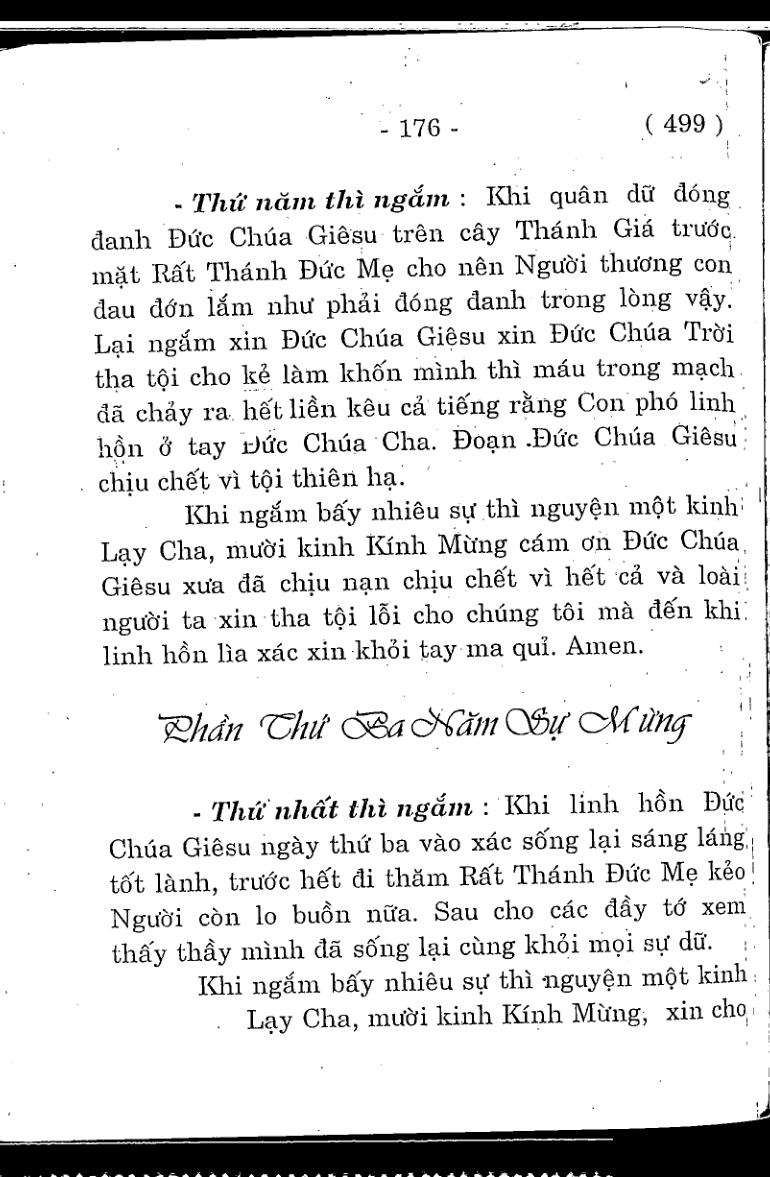 - 176 - ( 499 )
- Thứ năm thì ngắm : Khi quân dữ đóng
đanh Đức Chúa Giêsu trên cây Thánh Giá trước
mặt Rất Thánh Đức Mẹ cho nên Người thương con
đau đớn lắm như phải đóng đanh trong lòng vậy.
Lại ngắm xin Đức Chúa Giêsu xin Đức Chúa Trời
tha tội cho kẻ làm khốn mình thì máu trong mạch
đã chảy ra hết liền kêu cả tiếng rằng Con phó linh
hồn ở tay Đức Chúa Cha. Đoạn Đức Chúa Giêsu
chịu chết vì tội thiên hạ.
Khi ngắm bấy nhiêu sự thì nguyện một kinh
Lạy Cha, mười kinh Kính Mừng cám ơn Đức Chúa
Giêsu xưa đã chịu nạn chịu chết vì hết cả và loài
người ta xin tha tội lỗi cho chúng tôi mà đến khi
linh hồn lìa xác xin khỏi tay ma quỉ. Amen.
Phần Thứ Ba Năm Sự Mừng
- Thứ nhất thì ngắm : Khi linh hồn Đức
Chúa Giêsu ngày thứ ba vào xác sống lại sáng láng
tốt lành, trước hết đi thăm Rất Thánh Đức Mẹ kẻo
Người còn lo buồn nữa. Sau cho các đầy tớ xem
thấy thầy mình đã sống lại cùng khỏi mọi sự dữ.
Khi ngắm bấy nhiêu sự thì nguyện một kinh
Lạy Cha, mười kinh Kính Mừng, xin cho